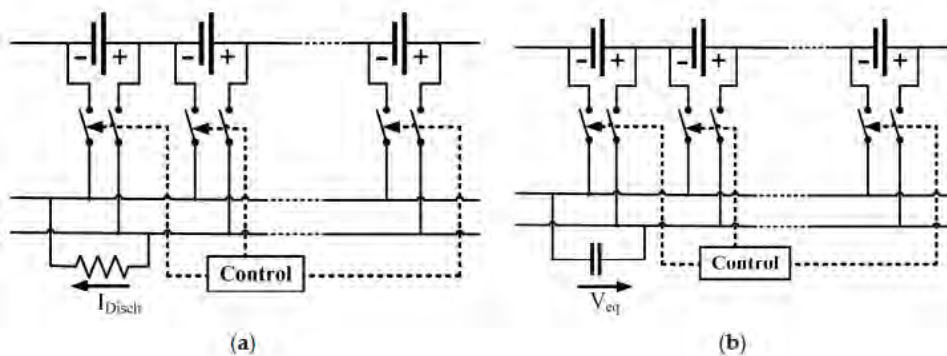 - + - + - +
Control
I_Disch
(a)
- + - + - +
Control
V_eq
(b)